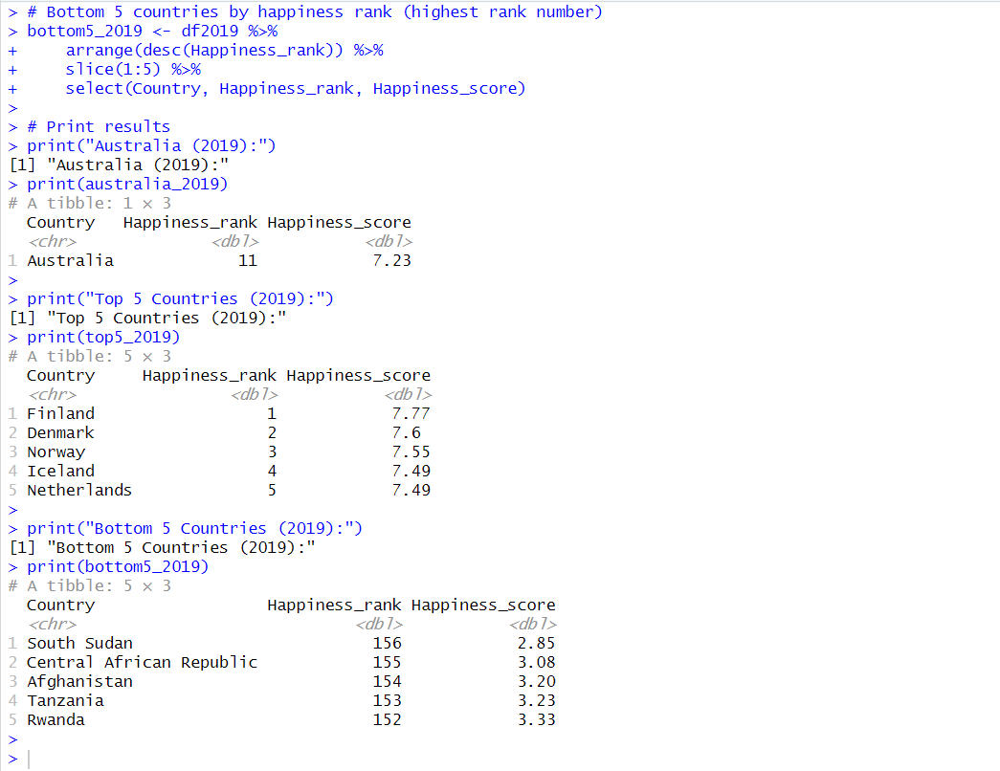 > # Bottom 5 countries by happiness rank (highest rank number)
> bottom5_2019 <- df2019 %>%
+     arrange(desc(Happiness_rank)) %>%
+     slice(1:5) %>%
+     select(Country, Happiness_rank, Happiness_score)
>
> # Print results
> print("Australia (2019):")
[1] "Australia (2019):"
> print(australia_2019)
# A tibble: 1 × 3
  Country   Happiness_rank Happiness_score
  <chr>              <dbl>           <dbl>
1 Australia             11            7.23
>
> print("Top 5 Countries (2019):")
[1] "Top 5 Countries (2019):"
> print(top5_2019)
# A tibble: 5 × 3
  Country     Happiness_rank Happiness_score
  <chr>                <dbl>           <dbl>
1 Finland                  1            7.77
2 Denmark                  2            7.6
3 Norway                   3            7.55
4 Iceland                  4            7.49
5 Netherlands              5            7.49
>
> print("Bottom 5 Countries (2019):")
[1] "Bottom 5 Countries (2019):"
> print(bottom5_2019)
# A tibble: 5 × 3
  Country                  Happiness_rank Happiness_score
  <chr>                             <dbl>           <dbl>
1 South Sudan                         156            2.85
2 Central African Republic            155            3.08
3 Afghanistan                         154            3.20
4 Tanzania                            153            3.23
5 Rwanda                              152            3.33
>
>